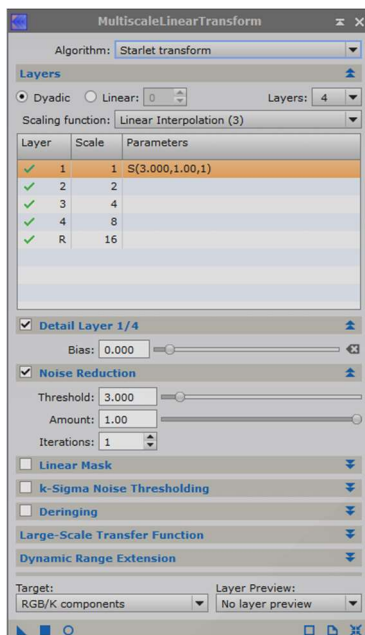 MultiscaleLinearTransform
Algorithm: Starlet transform
Layers
Dyadic Linear: 0 Layers: 4
Scaling function: Linear Interpolation (3)
Layer Scale Parameters
1 1 S(3.000,1.00,1)
2 2
3 4
4 8
R 16
Detail Layer 1/4
Bias: 0.000
Noise Reduction
Threshold: 3.000
Amount: 1.00
Iterations: 1
Linear Mask
k-Sigma Noise Thresholding
Deringing
Large-Scale Transfer Function
Dynamic Range Extension
Target: Layer Preview:
RGB/K components No layer preview